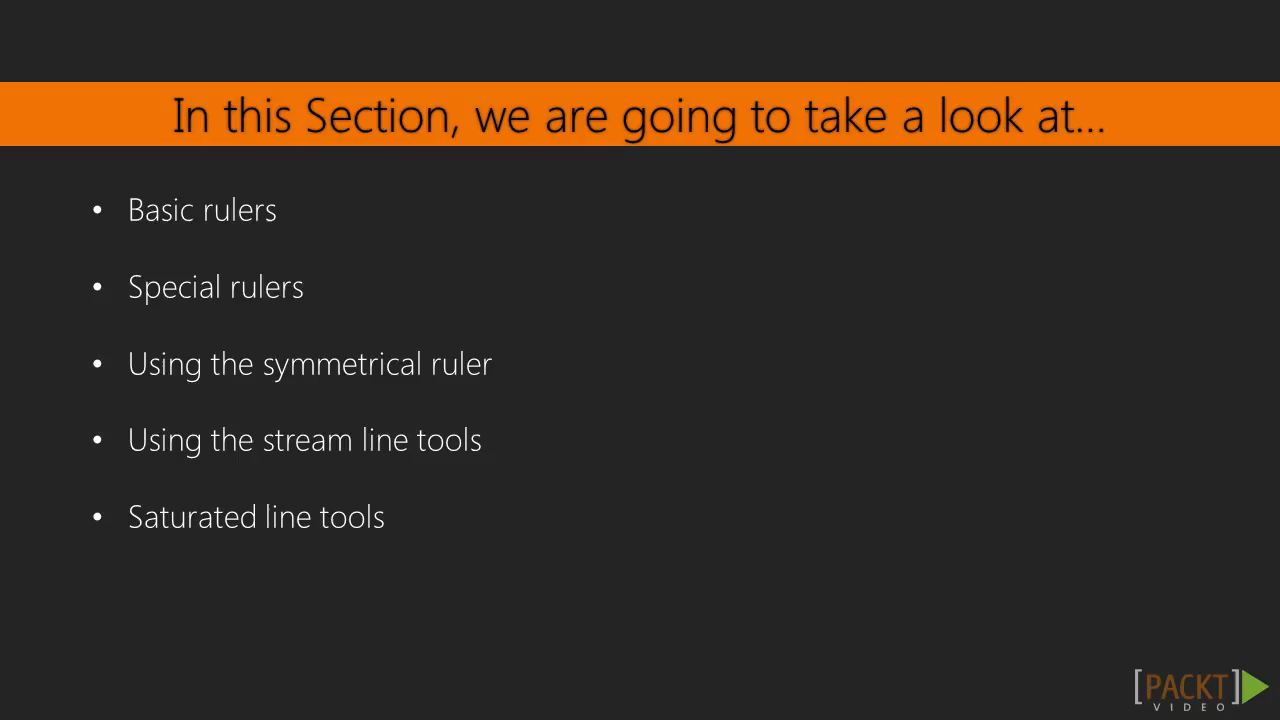 In this Section, we are going to take a look at...
• Basic rulers
• Special rulers
• Using the symmetrical ruler
• Using the stream line tools
• Saturated line tools
[PACKT]
VIDEO